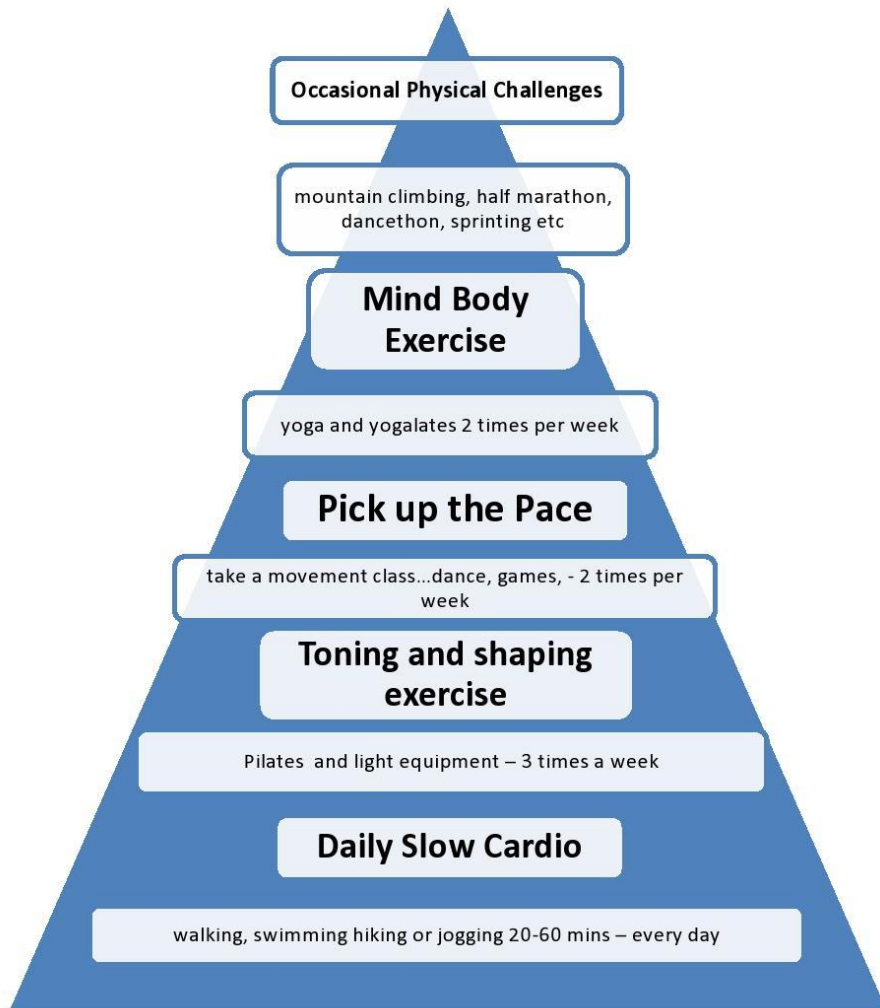 Occasional Physical Challenges
mountain climbing, half marathon,
dancethon, sprinting etc
Mind Body
Exercise
yoga and yogalates 2 times per week
Pick up the Pace
take a movement class...dance, games, - 2 times per
week
Toning and shaping
exercise
Pilates  and light equipment – 3 times a week
Daily Slow Cardio
walking, swimming hiking or jogging 20-60 mins – every day